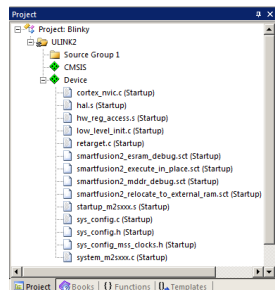 Project
Project: Blinky
ULINK2
Source Group 1
CMSIS
Device
cortex_nvic.c (Startup)
hal.s (Startup)
hw_reg_access.s (Startup)
low_level_init.c (Startup)
retarget.c (Startup)
smartfusion2_esram_debug.sct (Startup)
smartfusion2_execute_in_place.sct (Startup)
smartfusion2_mddr_debug.sct (Startup)
smartfusion2_relocate_to_external_ram.sct (Startup)
startup_m2sxxx.s (Startup)
sys_config.c (Startup)
sys_config.h (Startup)
sys_config_mss_clocks.h (Startup)
system_m2sxxx.c (Startup)
Project Books {} Functions 0 Templates